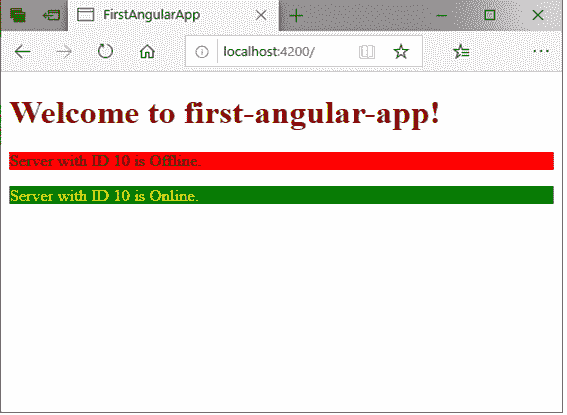 FirstAngularApp
localhost:4200/
Welcome to first-angular-app!
Server with ID 10 is Offline.
Server with ID 10 is Online.